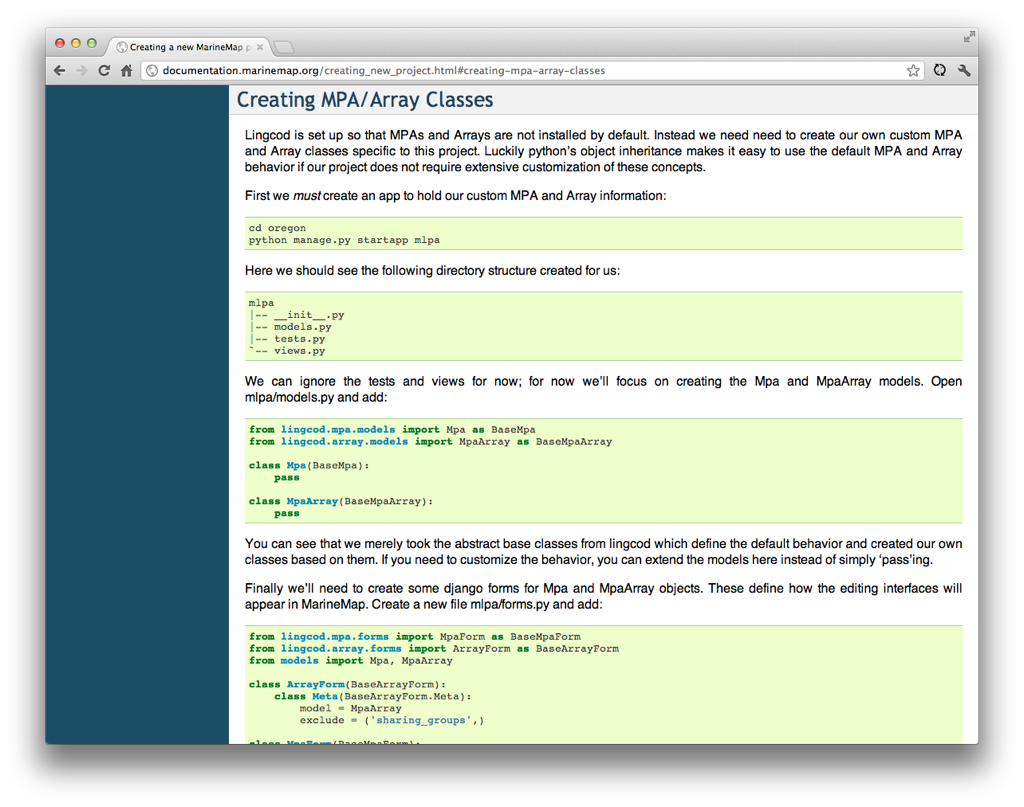 Creating a new MarineMap p
documentation.marinemap.org/creating_new_project.html#creating-mpa-array-classes
Creating MPA/Array Classes
Lingcod is set up so that MPAs and Arrays are not installed by default. Instead we need need to create our own custom MPA
and Array classes specific to this project. Luckily python's object inheritance makes it easy to use the default MPA and Array
behavior if our project does not require extensive customization of these concepts.
First we must create an app to hold our custom MPA and Array information:
cd oregon
python manage.py startapp mlpa
Here we should see the following directory structure created for us:
mlpa
|-- __init__.py
|-- models.py
|-- tests.py
`-- views.py
We can ignore the tests and views for now; for now we'll focus on creating the Mpa and MpaArray models. Open
mlpa/models.py and add:
from lingcod.mpa.models import Mpa as BaseMpa
from lingcod.array.models import MpaArray as BaseMpaArray
class Mpa(BaseMpa):
    pass
class MpaArray(BaseMpaArray):
    pass
You can see that we merely took the abstract base classes from lingcod which define the default behavior and created our own
classes based on them. If you need to customize the behavior, you can extend the models here instead of simply 'pass'ing.
Finally we'll need to create some django forms for Mpa and MpaArray objects. These define how the editing interfaces will
appear in MarineMap. Create a new file mlpa/forms.py and add:
from lingcod.mpa.forms import MpaForm as BaseMpaForm
from lingcod.array.forms import ArrayForm as BaseArrayForm
from models import Mpa, MpaArray
class ArrayForm(BaseArrayForm):
    class Meta(BaseArrayForm.Meta):
        model = MpaArray
        exclude = ('sharing_groups',)
class MpaForm(BaseMpaForm):